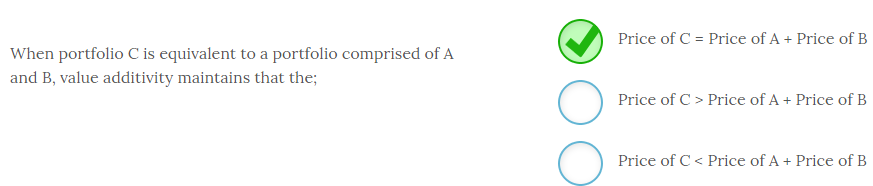 When portfolio C is equivalent to a portfolio comprised of A
and B, value additivity maintains that the;
Price of C = Price of A + Price of B
Price of C > Price of A + Price of B
Price of C < Price of A + Price of B